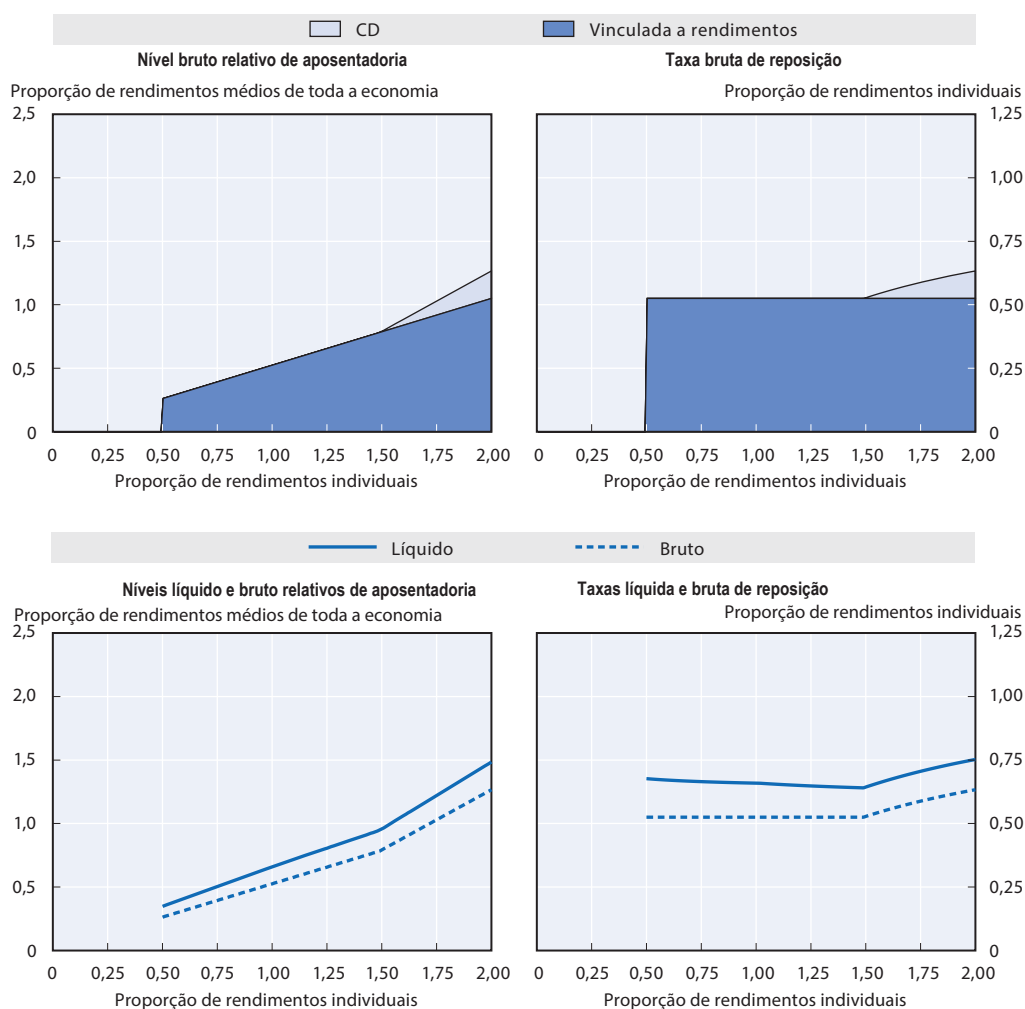 CD
Vinculada a rendimentos
Nível bruto relativo de aposentadoria
Proporção de rendimentos médios de toda a economia
2,5
2,0
1,5
1,0
0,5
0
0 0,25 0,50 0,75 1,00 1,25 1,50 1,75 2,00
Proporção de rendimentos individuais
Taxa bruta de reposição
Proporção de rendimentos individuais
1,25
1,00
0,75
0,50
0,25
0
0 0,25 0,50 0,75 1,00 1,25 1,50 1,75 2,00
Proporção de rendimentos individuais
Líquido
Bruto
Níveis líquido e bruto relativos de aposentadoria
Proporção de rendimentos médios de toda a economia
2,5
2,0
1,5
1,0
0,5
0
0 0,25 0,50 0,75 1,00 1,25 1,50 1,75 2,00
Proporção de rendimentos individuais
Taxas líquida e bruta de reposição
Proporção de rendimentos individuais
1,25
1,00
0,75
0,50
0,25
0
0 0,25 0,50 0,75 1,00 1,25 1,50 1,75 2,00
Proporção de rendimentos individuais